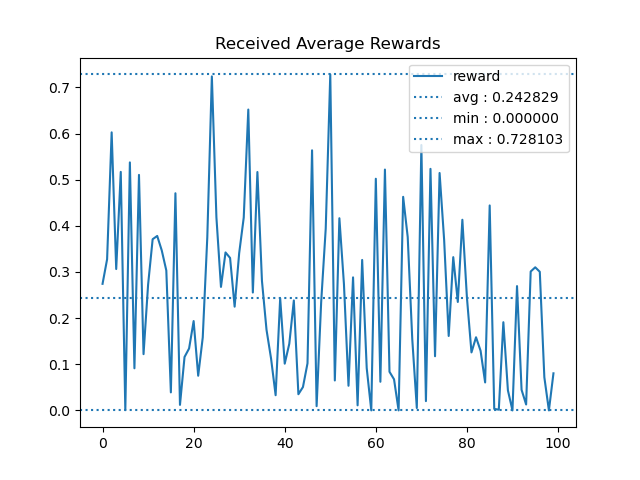 Received Average Rewards
reward
avg : 0.242829
min : 0.000000
max : 0.728103
0.7
0.6
0.5
0.4
0.3
0.2
0.1
0.0
0 20 40 60 80 100